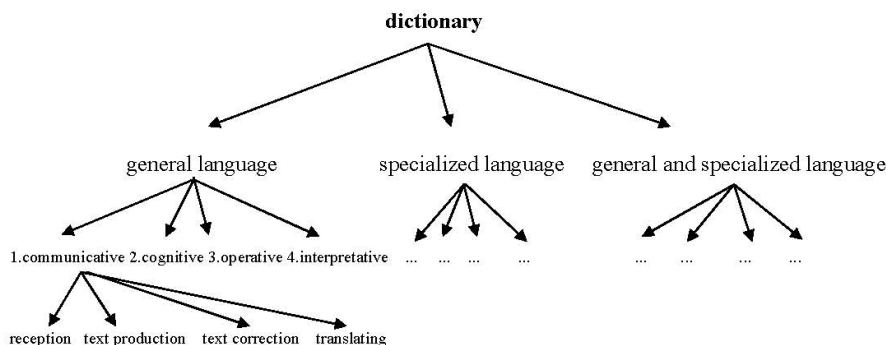 dictionary
general language specialized language general and specialized language
1.communicative 2.cognitive 3.operative 4.interpretative ... ... ... ... ... ... ... ...
reception text production text correction translating